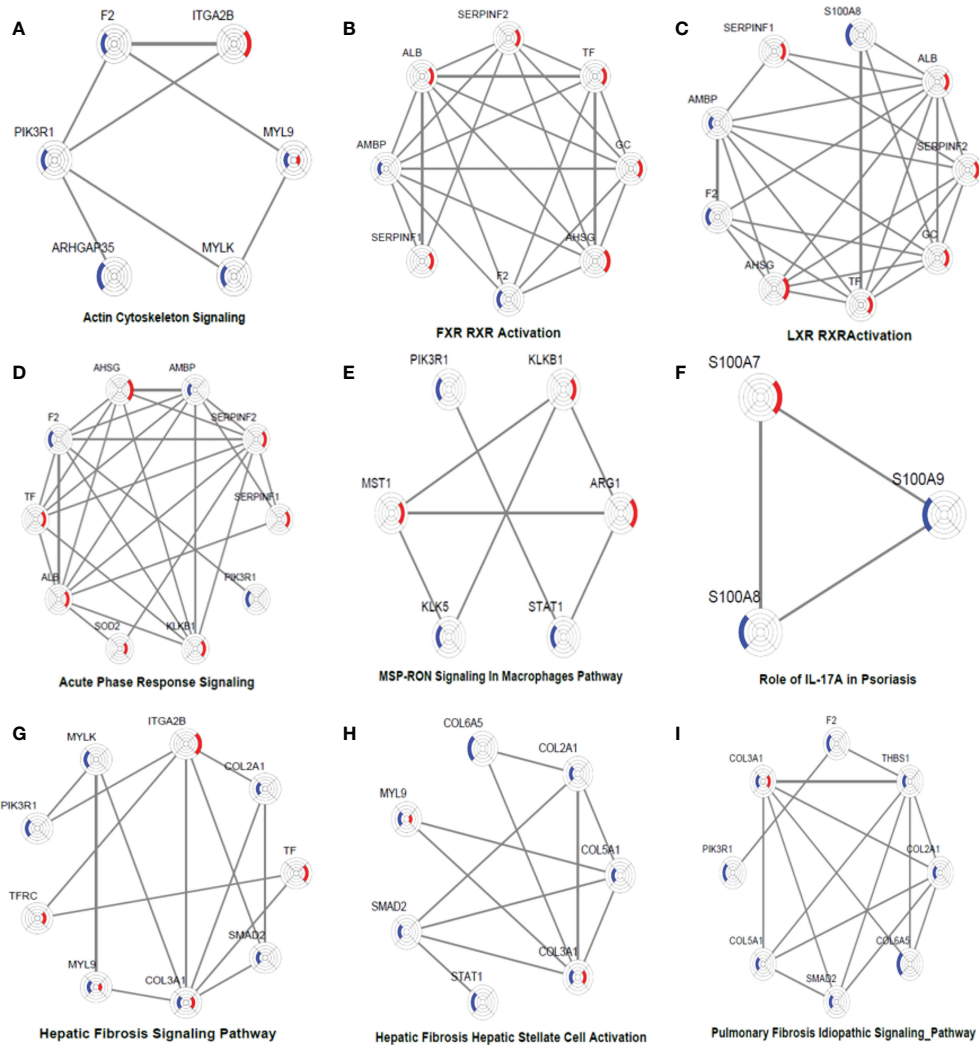 A
F2
ITGA2B
PIK3R1
MYL9
ARHGAP35
MYLK
Actin Cytoskeleton Signaling
B
SERPINF2
ALB
TF
AMBP
GC
SERPINF1
AHSG
F2
FXR RXR Activation
C
S100A8
SERPINF1
ALB
AMBP
SERPINF2
F2
GC
AHSG
TF
LXR RXRActivation
D
AHSG
AMBP
F2
SERPINF2
TF
SERPINF1
ALB
PIK3R1
SOD2
KLKB1
Acute Phase Response Signaling
E
PIK3R1
KLKB1
MST1
ARG1
KLK5
STAT1
MSP-RON Signaling In Macrophages Pathway
F
S100A7
S100A9
S100A8
Role of IL-17A in Psoriasis
G
ITGA2B
MYLK
COL2A1
PIK3R1
TF
TFRC
SMAD2
MYL9
COL3A1
Hepatic Fibrosis Signaling Pathway
H
COL6A5
COL2A1
MYL9
COL5A1
SMAD2
COL3A1
STAT1
Hepatic Fibrosis Hepatic Stellate Cell Activation
I
F2
COL3A1
THBS1
PIK3R1
COL2A1
COL5A1
COL6A5
SMAD2
Pulmonary Fibrosis Idiopathic Signaling_Pathway